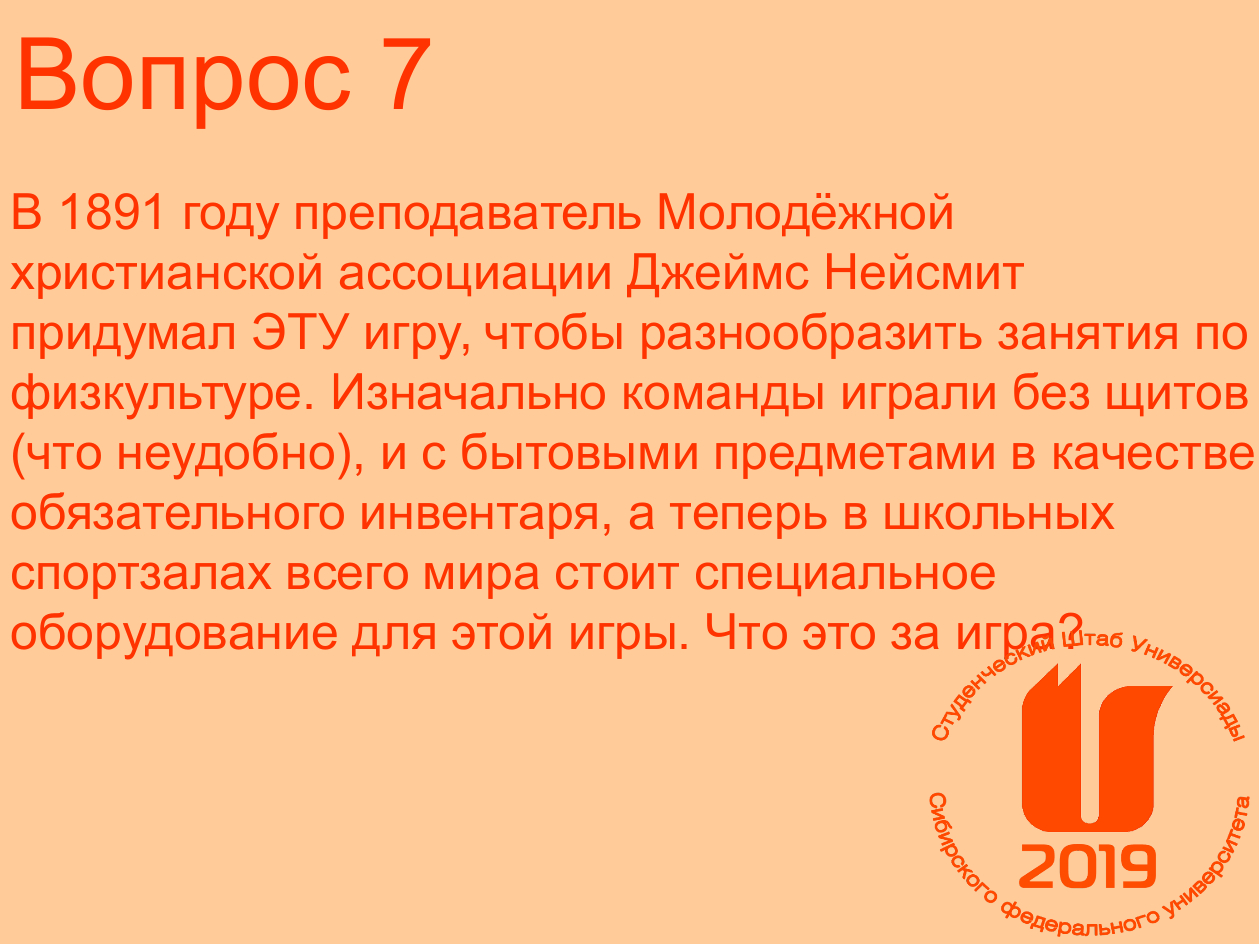 Вопрос 7
В 1891 году преподаватель Молодёжной
христианской ассоциации Джеймс Нейсмит
придумал ЭТУ игру, чтобы разнообразить занятия по
физкультуре. Изначально команды играли без щитов
(что неудобно), и с бытовыми предметами в качестве
обязательного инвентаря, а теперь в школьных
спортзалах всего мира стоит специальное
оборудование для этой игры. Что это за игра?
Студенческий Штаб Универсиады
2019
Сибирского федерального университета